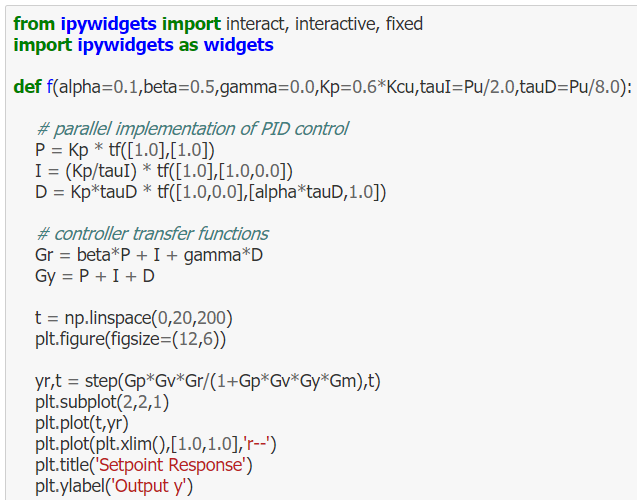 from ipywidgets import interact, interactive, fixed
import ipywidgets as widgets

def f(alpha=0.1,beta=0.5,gamma=0.0,Kp=0.6*Kcu,tauI=Pu/2.0,tauD=Pu/8.0):

    # parallel implementation of PID control
    P = Kp * tf([1.0],[1.0])
    I = (Kp/tauI) * tf([1.0],[1.0,0.0])
    D = Kp*tauD * tf([1.0,0.0],[alpha*tauD,1.0])

    # controller transfer functions
    Gr = beta*P + I + gamma*D
    Gy = P + I + D

    t = np.linspace(0,20,200)
    plt.figure(figsize=(12,6))

    yr,t = step(Gp*Gv*Gr/(1+Gp*Gv*Gy*Gm),t)
    plt.subplot(2,2,1)
    plt.plot(t,yr)
    plt.plot(plt.xlim(),[1.0,1.0],'r--')
    plt.title('Setpoint Response')
    plt.ylabel('Output y')